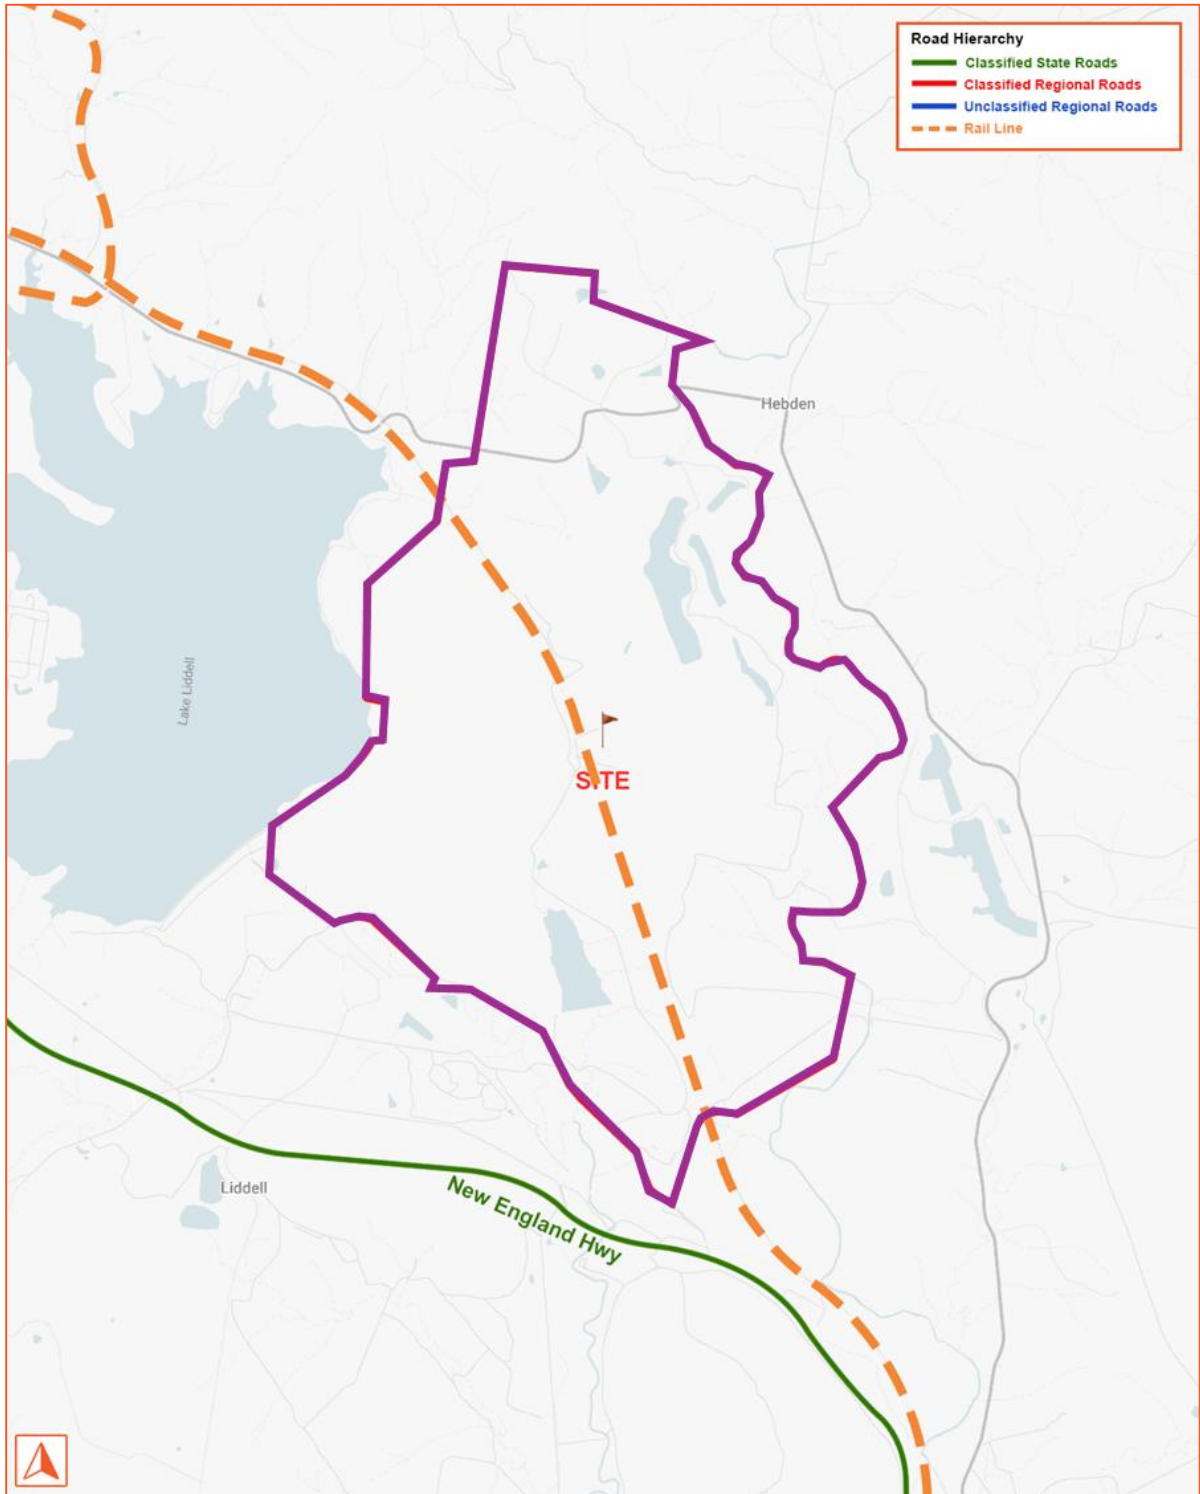 Road Hierarchy
Classified State Roads
Classified Regional Roads
Unclassified Regional Roads
Rail Line
Hebden
Lake Liddell
SITE
Liddell
New England Hwy